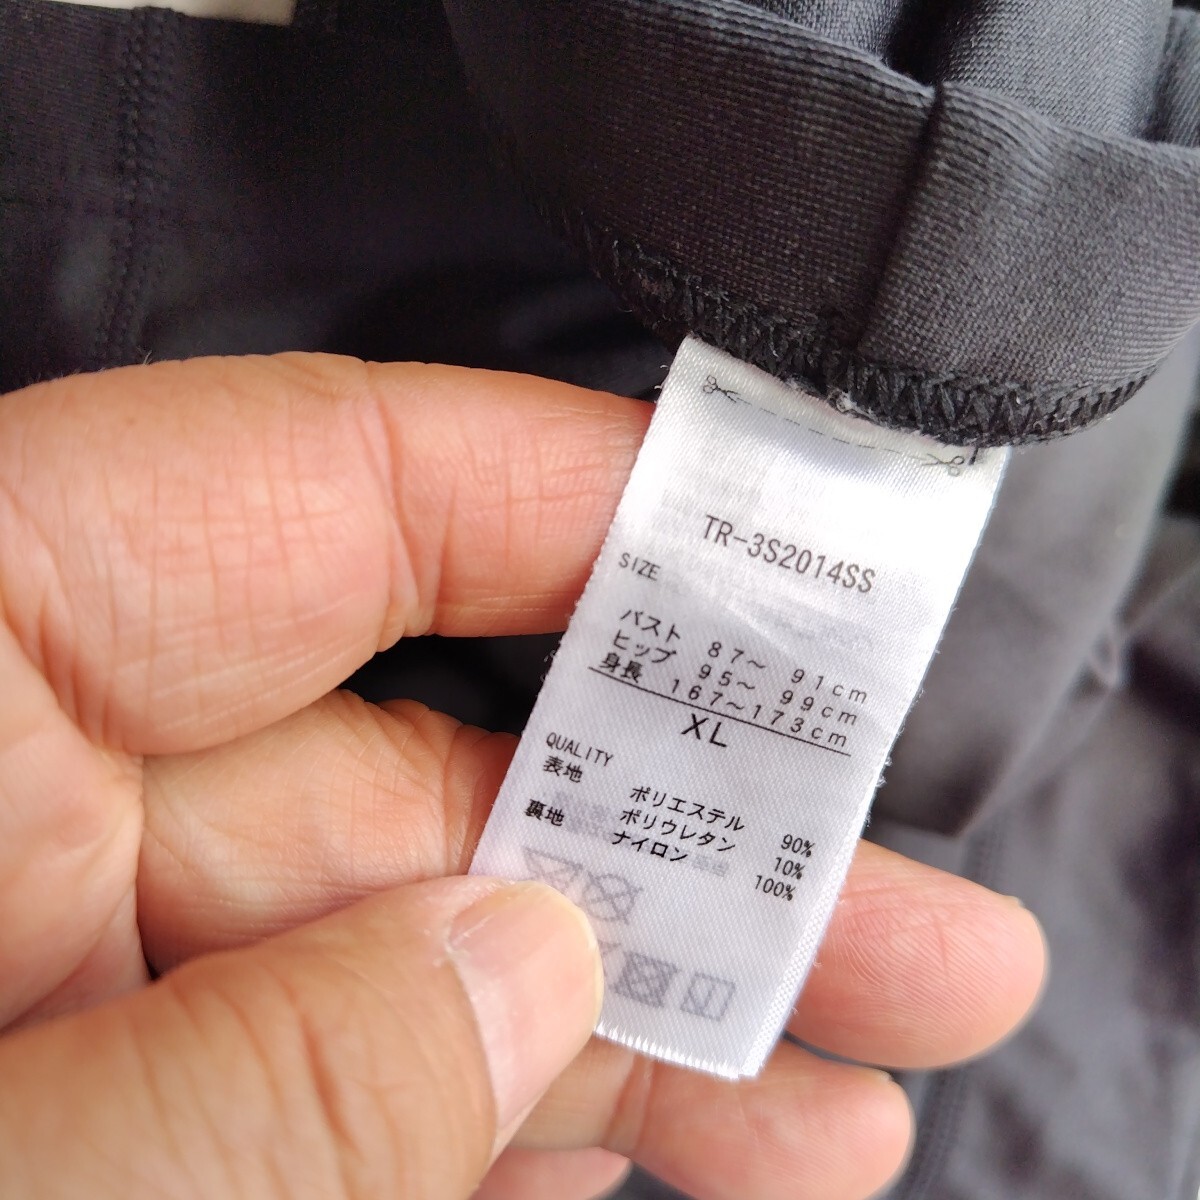 TR-3S2014SS
SIZE
バスト 87～ 91cm
ヒップ 95～ 99cm
身長 167～173cm
XL
QUALITY
表地 ポリエステル 90%
ポリウレタン 10%
裏地 ナイロン 100%